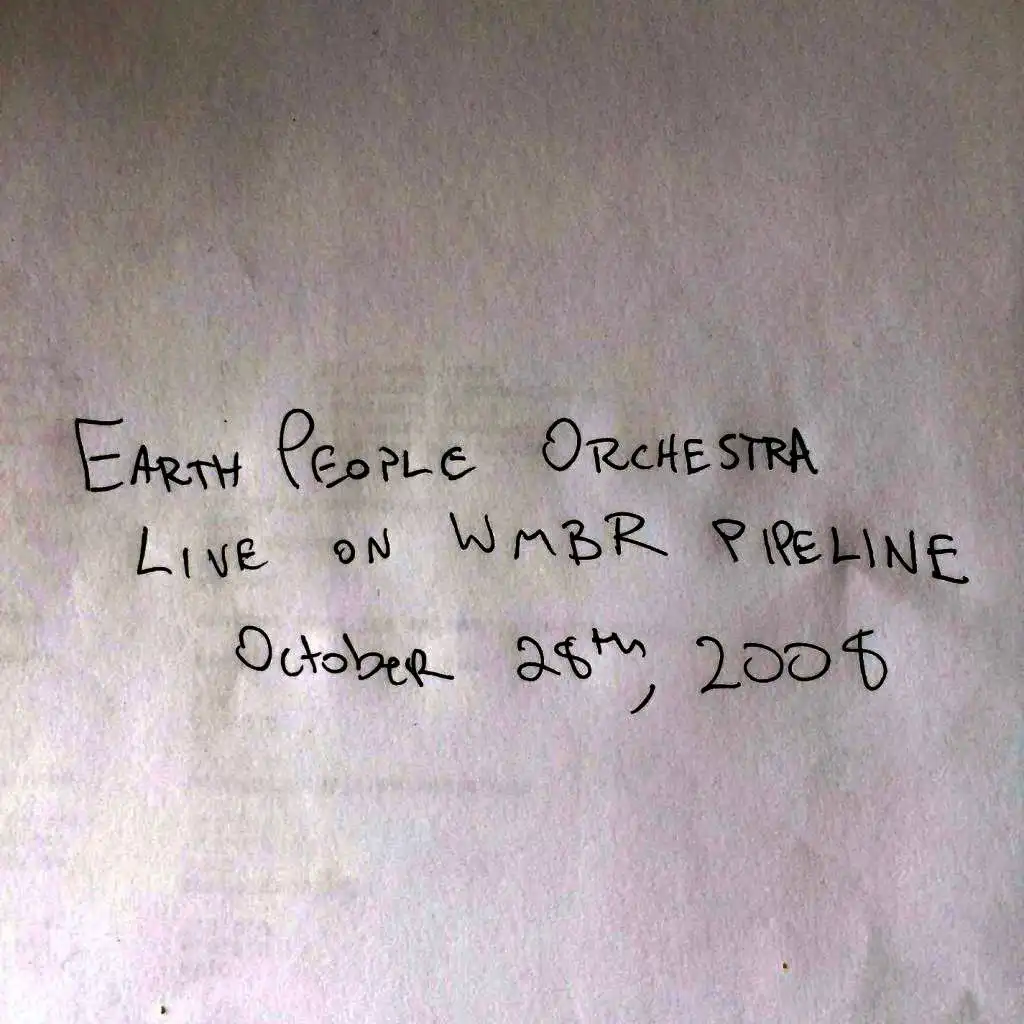 EARTH PEOPLE ORCHESTRA
LIVE ON WMBR PIPELINE
October 28th, 2008